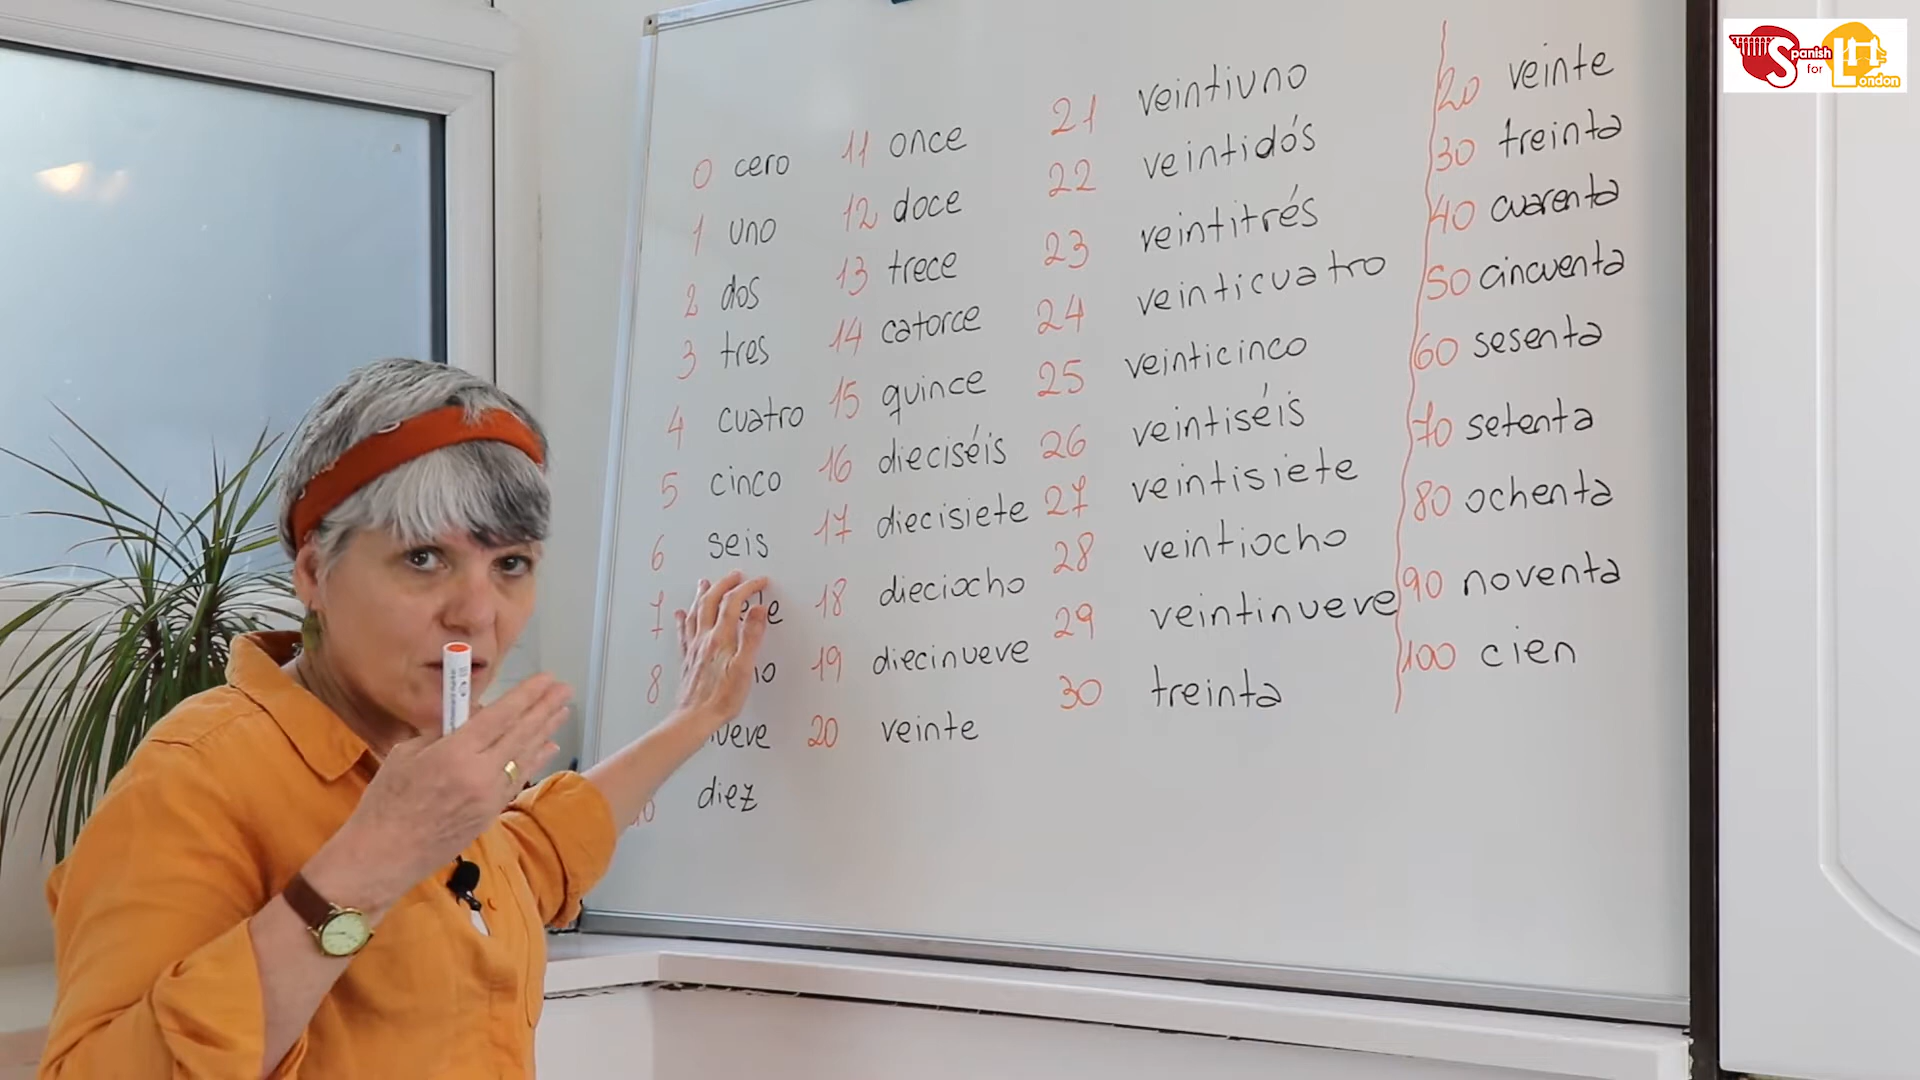 0 cero
1 uno
2 dos
3 tres
4 cuatro
5 cinco
6 seis
7
8
diez
11 once
12 doce
13 trece
14 catorce
15 quince
16 dieciséis
17 diecisiete
18 dieciocho
19 diecinueve
20 veinte
21 veintiuno
22 veintidós
23 veintitrés
24 veinticuatro
25 veinticinco
26 veintiséis
27 veintisiete
28 veintiocho
29 veintinueve
30 treinta
20 veinte
30 treinta
40 cuarenta
50 cincuenta
60 sesenta
70 setenta
80 ochenta
90 noventa
100 cien
Spanish
for
London